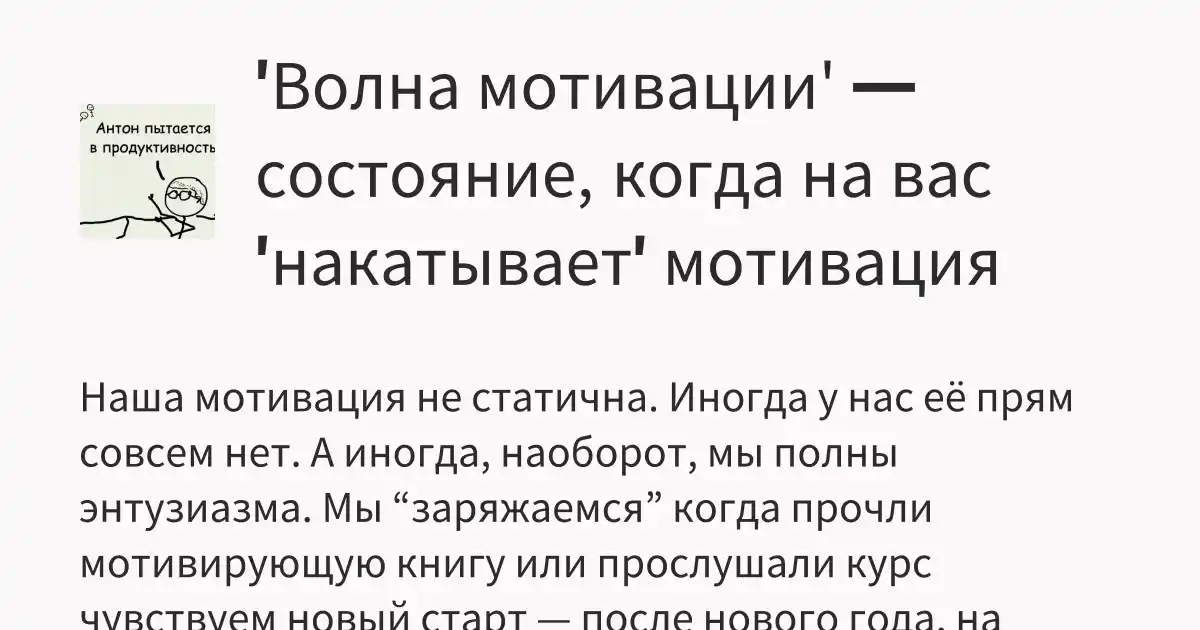 'Волна мотивации' —
состояние, когда на вас
'накатывает' мотивация
Антон пытается
в продуктивность
Наша мотивация не статична. Иногда у нас её прям
совсем нет. А иногда, наоборот, мы полны
энтузиазма. Мы “заряжаемся” когда прочли
мотивирующую книгу или прослушали курс
чувствуем новый старт — после нового года, на